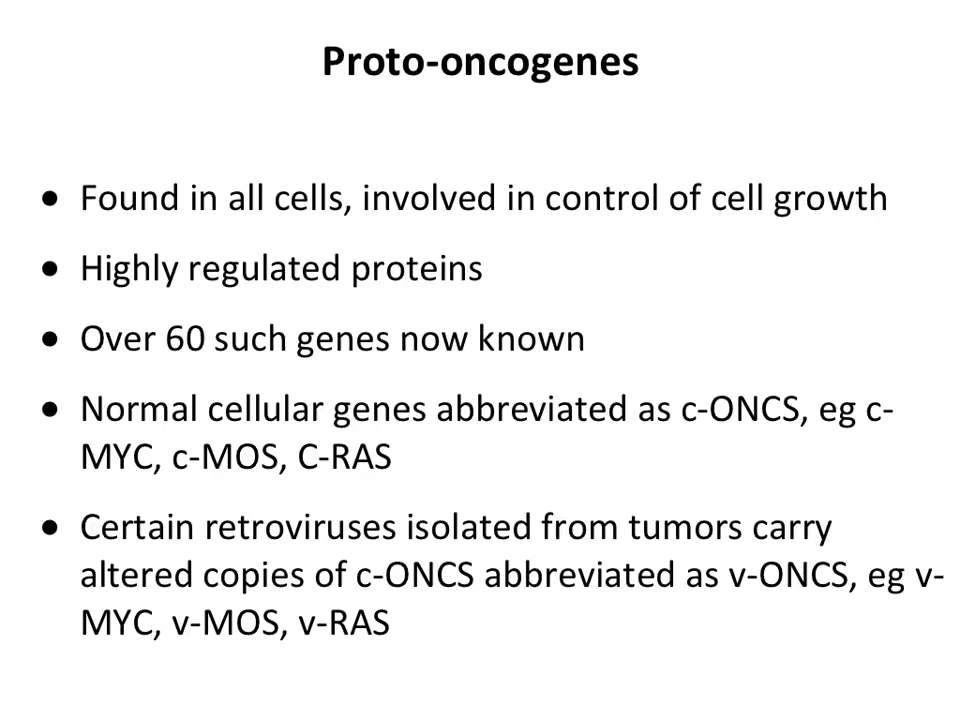 Proto-oncogenes
• Found in all cells, involved in control of cell growth
• Highly regulated proteins
• Over 60 such genes now known
• Normal cellular genes abbreviated as c-ONCS, eg c-
MYC, c-MOS, C-RAS
• Certain retroviruses isolated from tumors carry
altered copies of c-ONCS abbreviated as v-ONCS, eg v-
MYC, v-MOS, v-RAS